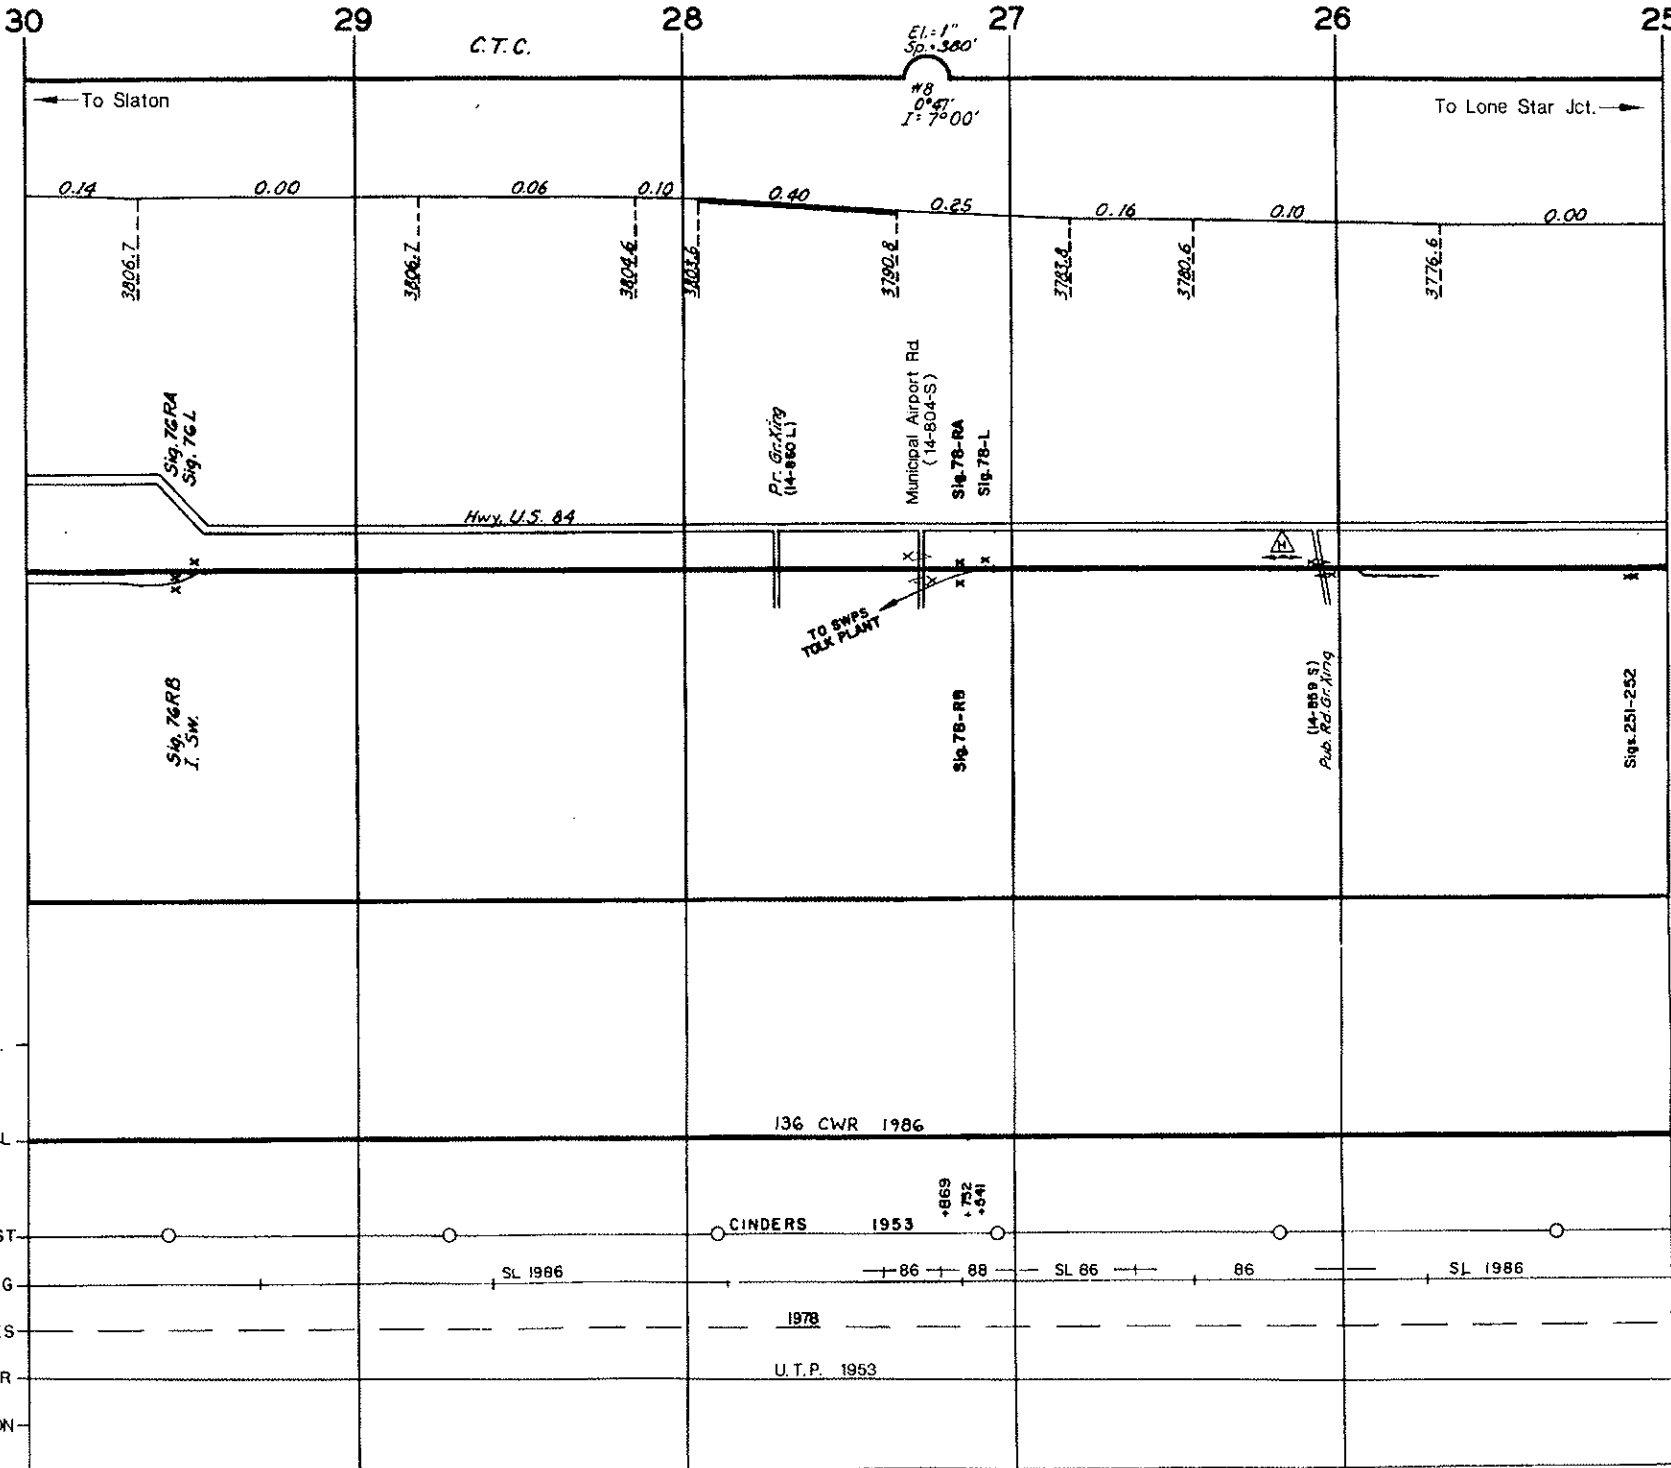 30 29 28 27 26 25
C.T.C.
El.=1"
Sp.=380'
#8
0°47'
I=7°00'
To Slaton
To Lone Star Jct.
0.14 0.00 0.06 0.10 0.40 0.25 0.16 0.10 0.00
3806.7 3806.7 3804.6 3803.6 3790.8 3783.8 3780.6 3776.6
Sig. 76RA
Sig. 76L
Pr. Gr. Xing
(14-860 L)
Municipal Airport Rd.
(14-804-S)
Sig. 78-RA
Sig. 78-L
Hwy. U.S. 84
H
TO SWPS
TOLK PLANT
Sig. 76RB
I. Sw.
Sig. 78-RB
(14-859 S)
Pub. Rd. Gr. Xing
Sigs. 251-252
L
136 CWR 1986
+869
+752
+641
ST
CINDERS 1953
G
SL 1986 86 88 SL 86 86 SL 1986
ES
1978
R
U.T.P. 1953
ON